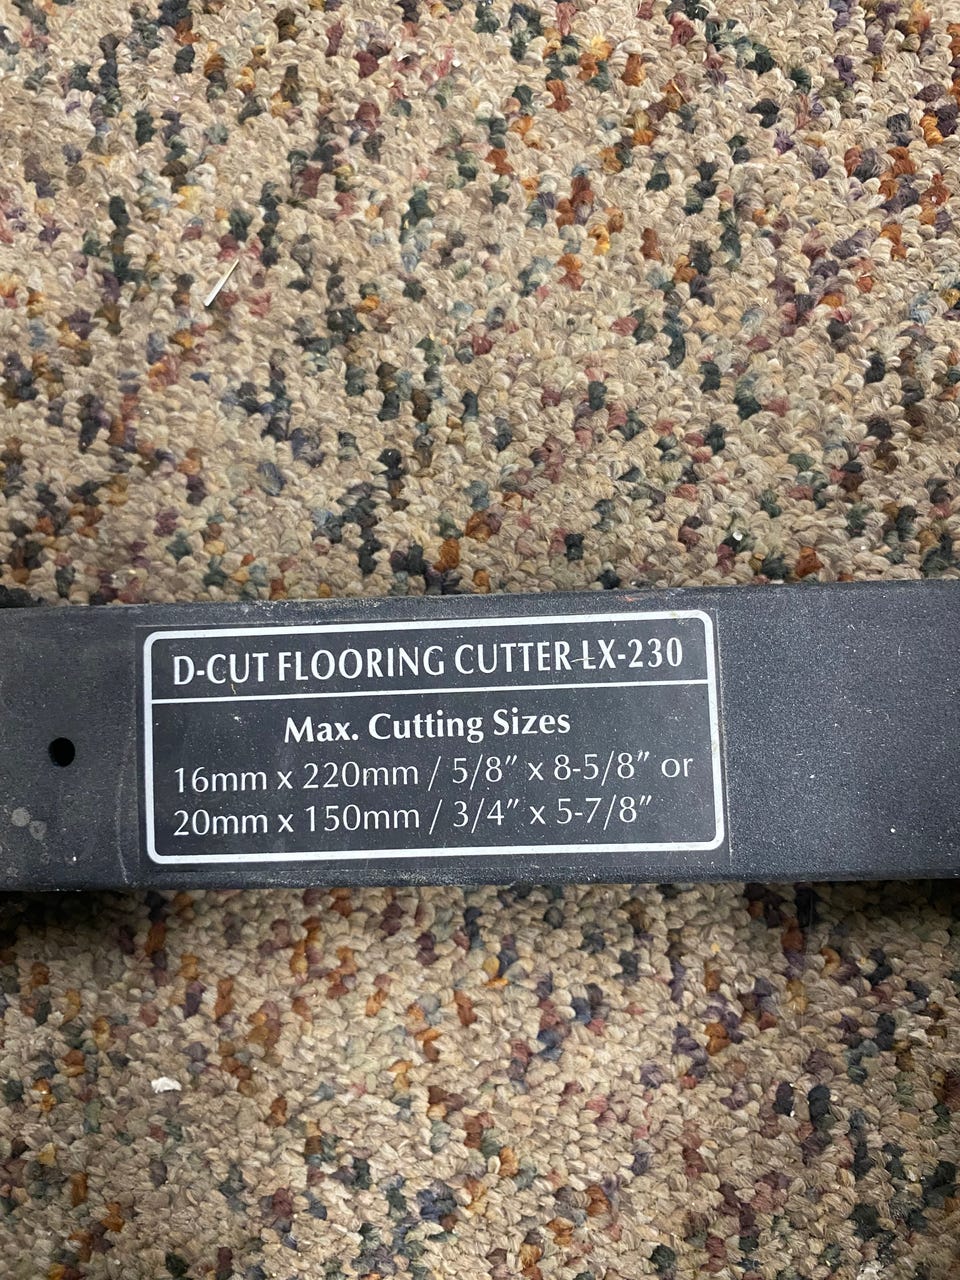 D-CUT FLOORING CUTTER LX-230
Max. Cutting Sizes
16mm x 220mm / 5/8″ x 8-5/8″ or
20mm x 150mm / 3/4″ x 5-7/8″